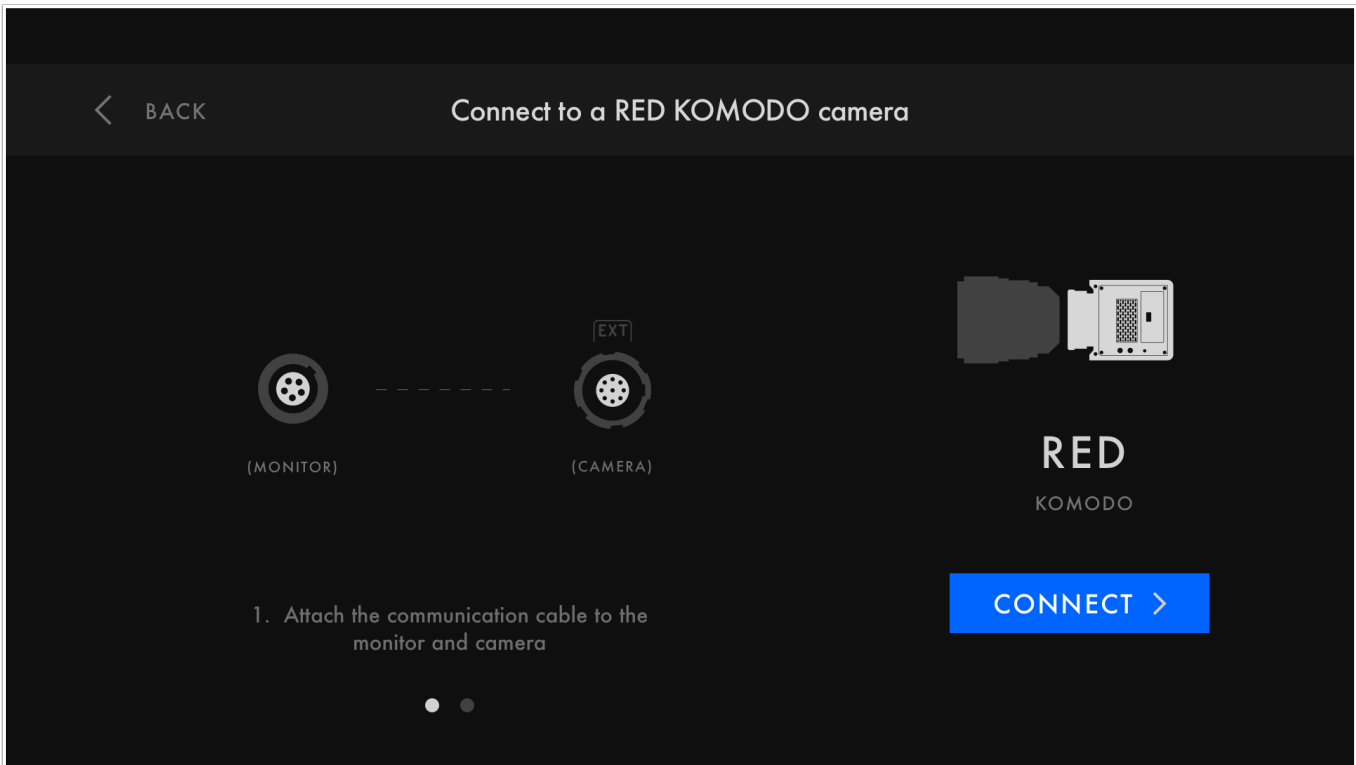 BACK
Connect to a RED KOMODO camera
EXT
(MONITOR)
(CAMERA)
1. Attach the communication cable to the
monitor and camera
RED
KOMODO
CONNECT